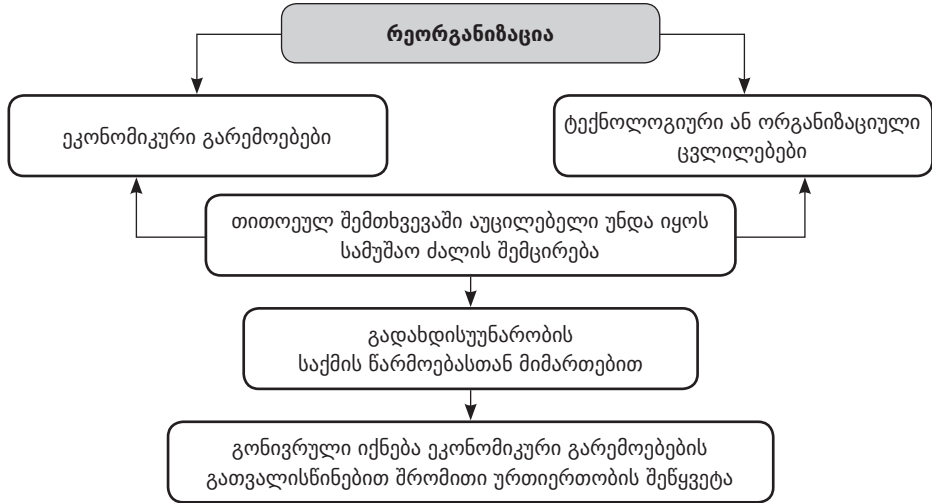 რეორგანიზაცია
ეკონომიკური გარემოებები
ტექნოლოგიური ან ორგანიზაციული
ცვლილებები
თითოეულ შემთხვევაში აუცილებელი უნდა იყოს
სამუშაო ძალის შემცირება
გადახდისუუნარობის
საქმის წარმოებასთან მიმართებით
გონივრული იქნება ეკონომიკური გარემოებების
გათვალისწინებით შრომითი ურთიერთობის შეწყვეტა